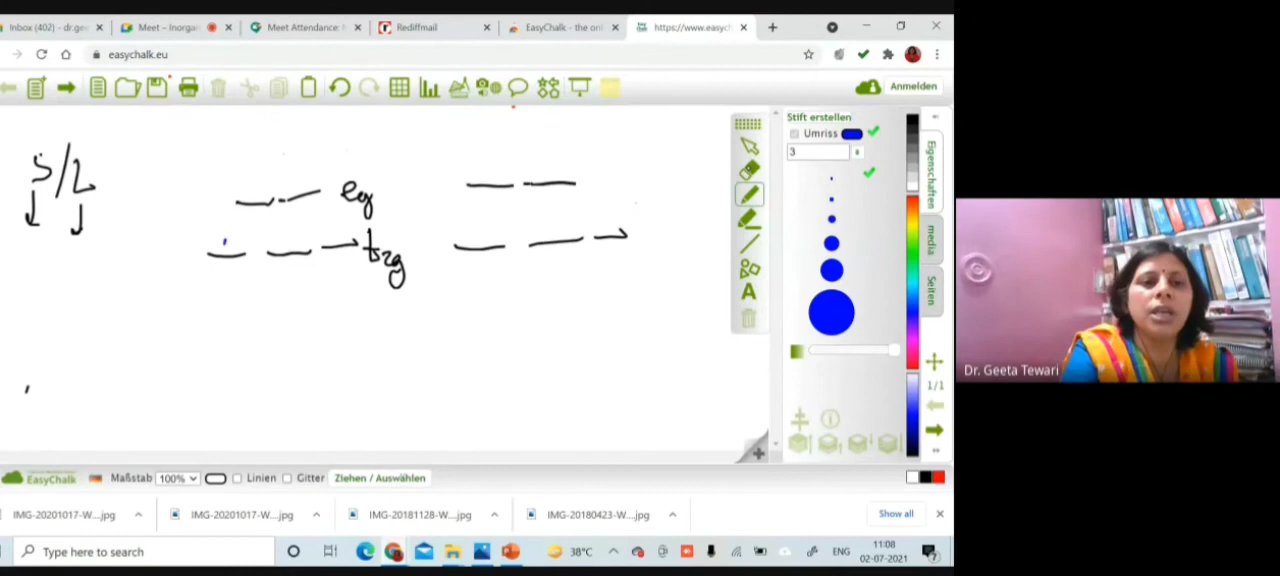 Inbox (402) - dr.gee
Meet – Inorgan
Meet Attendance:
Rediffmail
EasyChalk - the onl
https://www.easych
easychalk.eu
Anmelden
Stift erstellen
Umriss
3
Eigenschaften
media
Seiten
A
S/L
eg
t2g
1/1
Dr. Geeta Tewari
EasyChalk
Maßstab 100% Linien Gitter Ziehen / Auswählen
IMG-20201017-W....jpg
IMG-20201017-W....jpg
IMG-20181128-W....jpg
IMG-20180423-W....jpg
Show all
Type here to search
38°C
ENG
11:08
02-07-2021
7